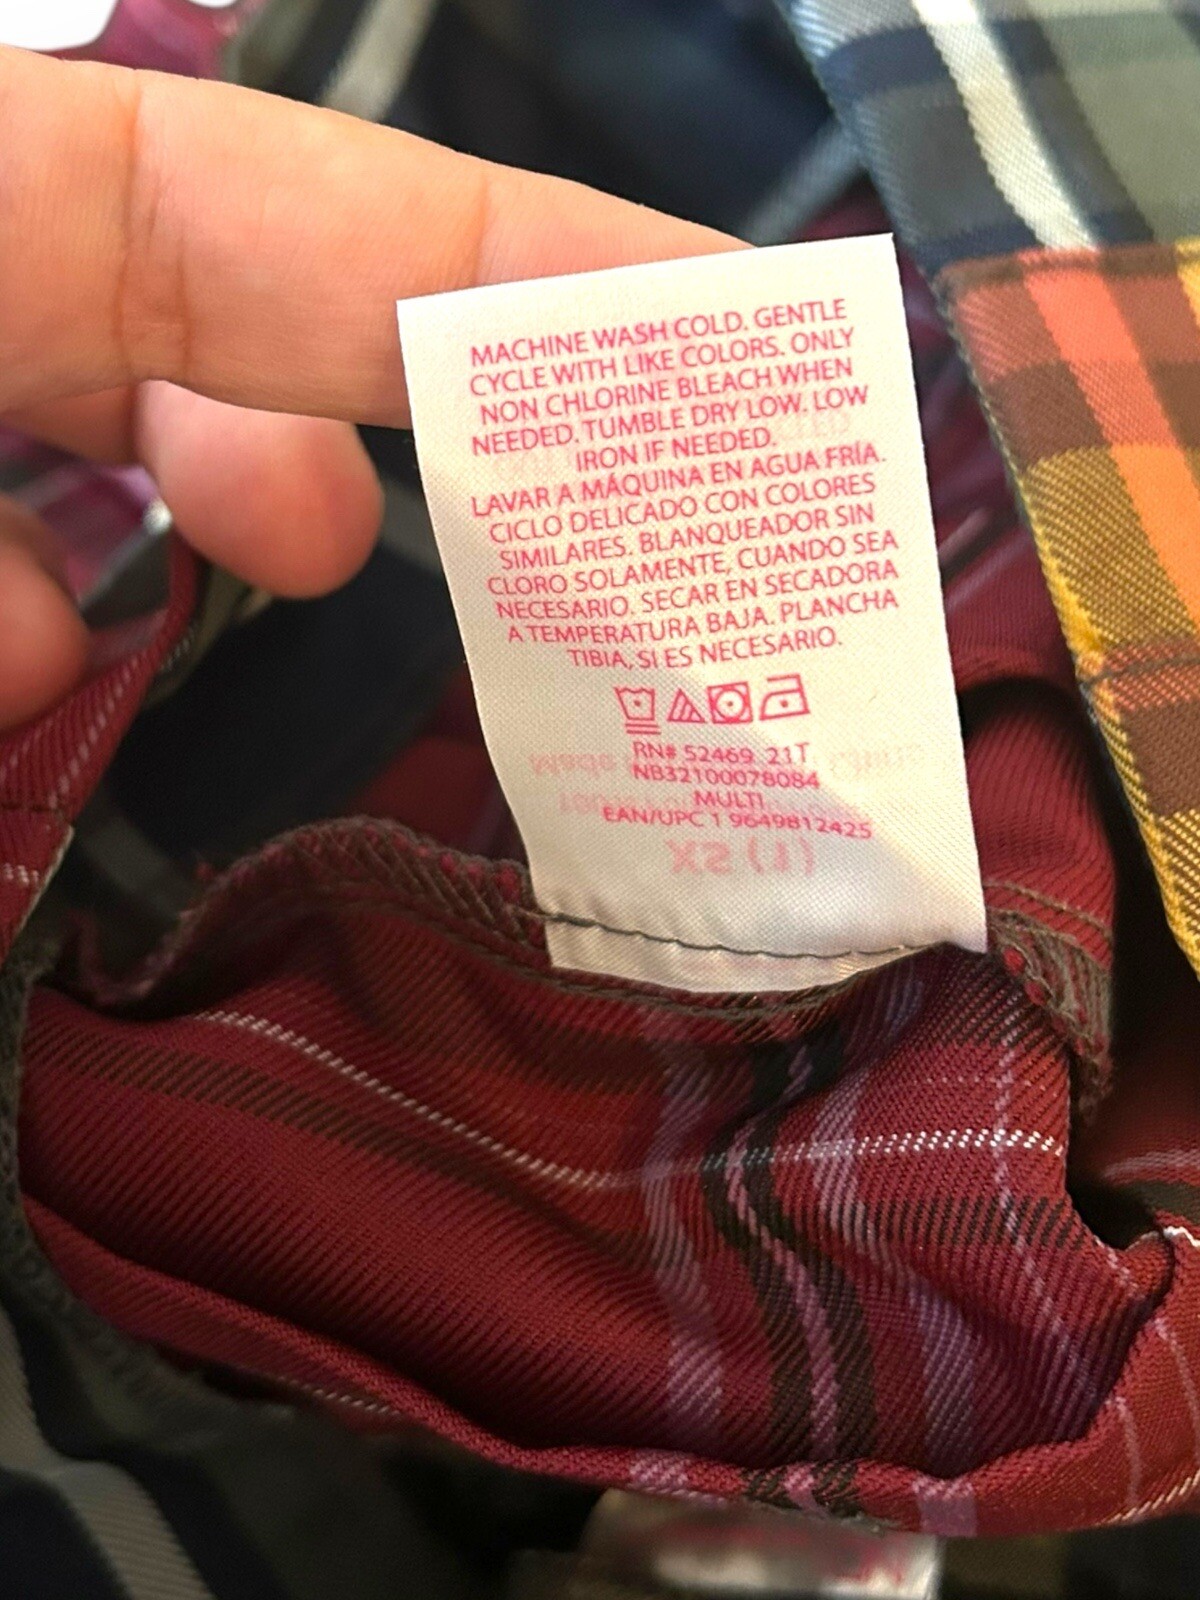 MACHINE WASH COLD. GENTLE
CYCLE WITH LIKE COLORS. ONLY
NON CHLORINE BLEACH WHEN
NEEDED. TUMBLE DRY LOW. LOW
IRON IF NEEDED.
LAVAR A MÁQUINA EN AGUA FRÍA.
CICLO DELICADO CON COLORES
SIMILARES. BLANQUEADOR SIN
CLORO SOLAMENTE, CUANDO SEA
NECESARIO. SECAR EN SECADORA
A TEMPERATURA BAJA. PLANCHA
TIBIA, SI ES NECESARIO.
RN# 52469 21T
NB32100078084
MULTI
EAN/UPC 1 9649812425
XS (1)